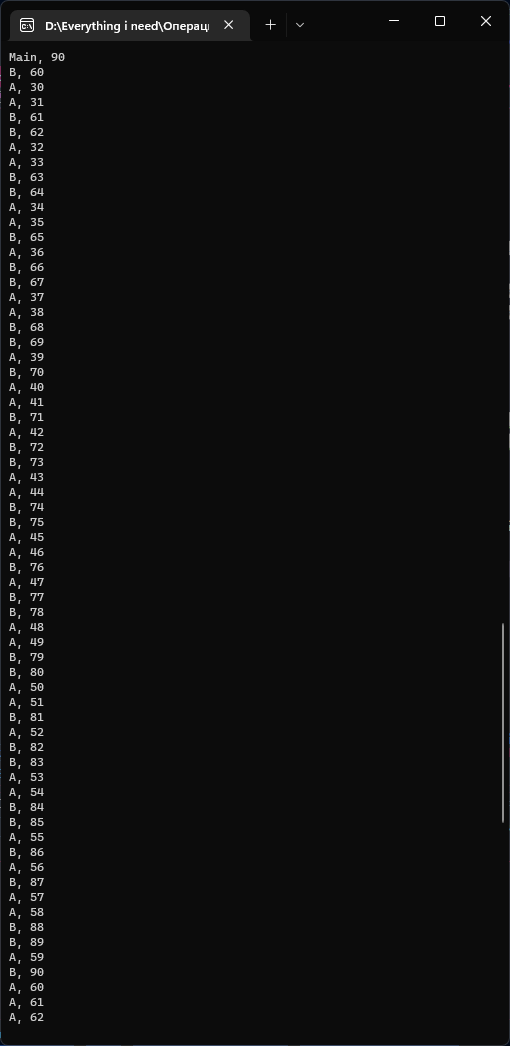 D:\Everything i need\Операц
Main, 90
B, 60
A, 30
A, 31
B, 61
B, 62
A, 32
A, 33
B, 63
B, 64
A, 34
A, 35
B, 65
A, 36
B, 66
B, 67
A, 37
A, 38
B, 68
B, 69
A, 39
B, 70
A, 40
A, 41
B, 71
A, 42
B, 72
B, 73
A, 43
A, 44
B, 74
B, 75
A, 45
A, 46
B, 76
A, 47
B, 77
B, 78
A, 48
A, 49
B, 79
B, 80
A, 50
A, 51
B, 81
A, 52
B, 82
B, 83
A, 53
A, 54
B, 84
B, 85
A, 55
B, 86
A, 56
B, 87
A, 57
A, 58
B, 88
B, 89
A, 59
B, 90
A, 60
A, 61
A, 62